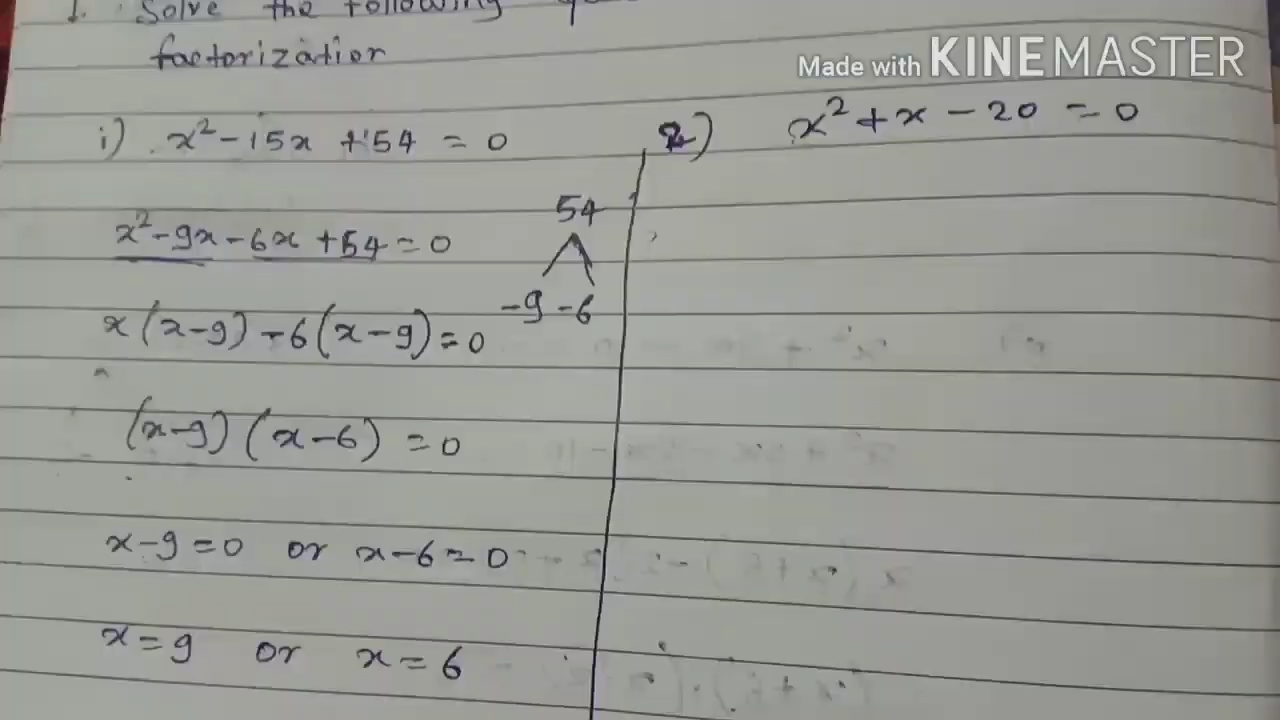 1. Solve the following
factorization
Made with KINEMASTER
i) x² - 15x + 54 = 0
x² - 9x - 6x + 54 = 0
54
-9 -6
x(x-9) - 6(x-9) = 0
(x-9) (x-6) = 0
x-9 = 0 or x-6 = 0
x = 9 or x = 6
2) x² + x - 20 = 0